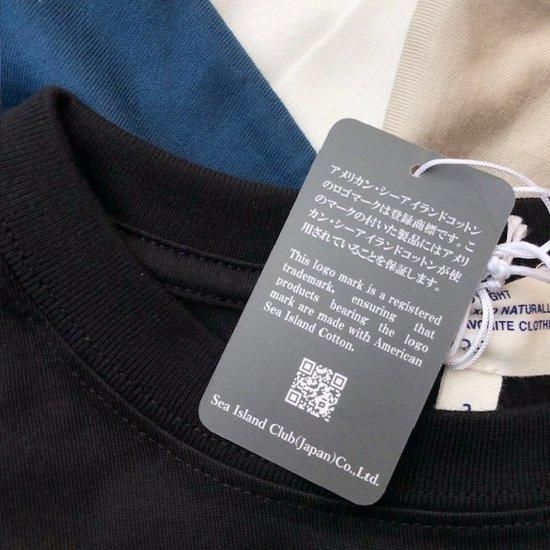 アメリカン・シーアイランドコットン
のロゴマークは登録商標です。こ
のマークの付いた製品にはアメリ
カン・シーアイランドコットンが使
用されていることを保証します。
This logo mark is a registered
trademark, ensuring that
products bearing the logo
mark are made with American
Sea Island Cotton.
Sea Island Club(Japan)Co.,Ltd.
NATURALL
CLOTH